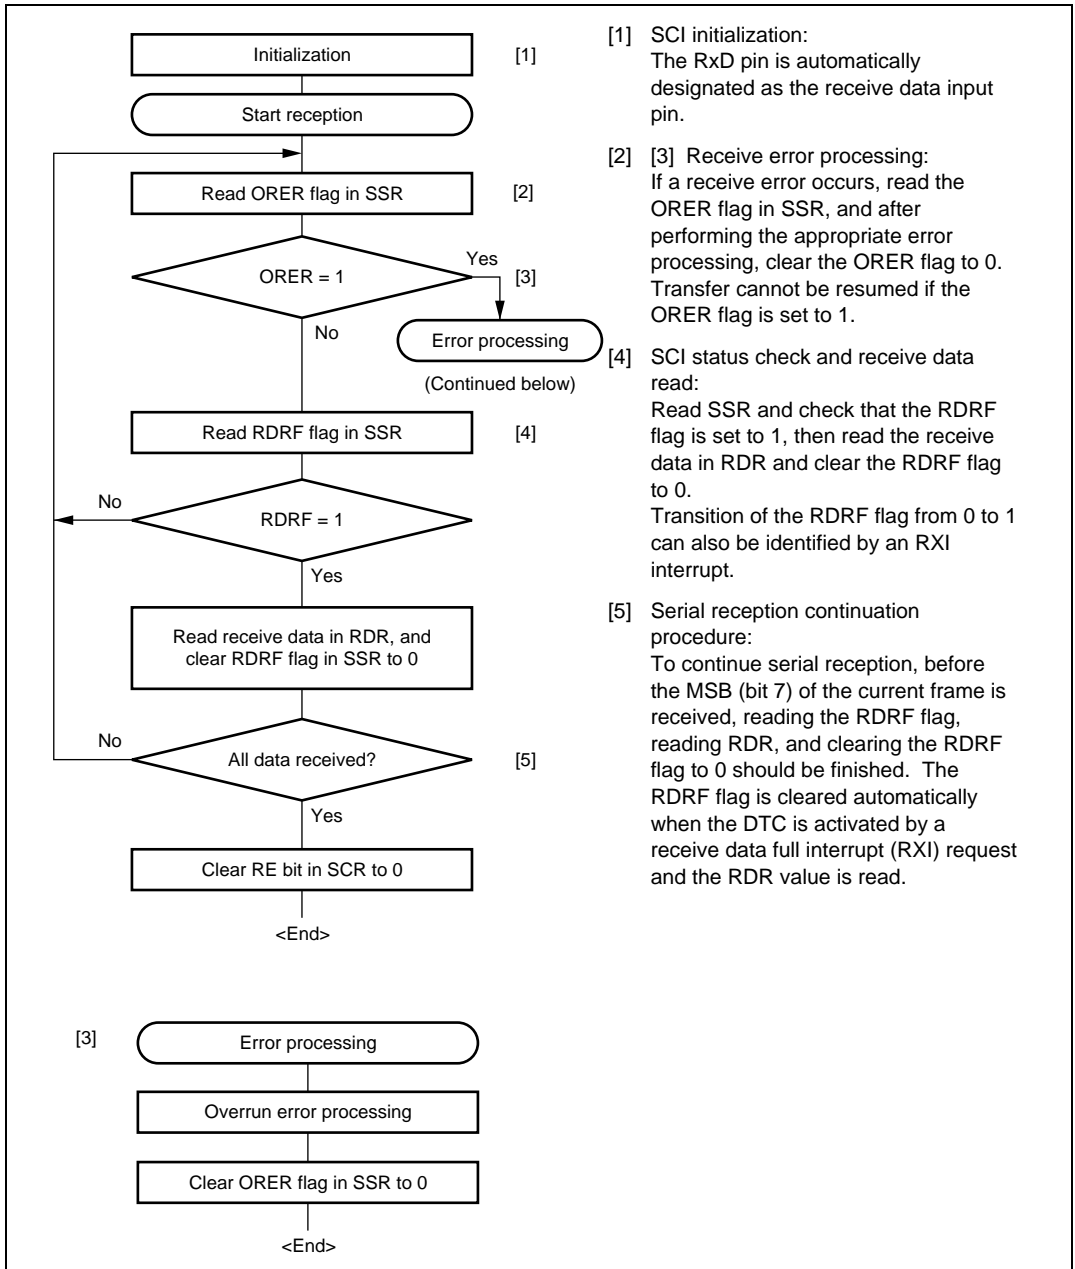 Initialization
[1]
Start reception
Read ORER flag in SSR
[2]
ORER = 1
Yes
[3]
No
Error processing
(Continued below)
Read RDRF flag in SSR
[4]
No
RDRF = 1
Yes
Read receive data in RDR, and
clear RDRF flag in SSR to 0
No
All data received?
[5]
Yes
Clear RE bit in SCR to 0
<End>
[3]
Error processing
Overrun error processing
Clear ORER flag in SSR to 0
<End>
[1] SCI initialization:
The RxD pin is automatically
designated as the receive data input
pin.
[2] [3] Receive error processing:
If a receive error occurs, read the
ORER flag in SSR, and after
performing the appropriate error
processing, clear the ORER flag to 0.
Transfer cannot be resumed if the
ORER flag is set to 1.
[4] SCI status check and receive data
read:
Read SSR and check that the RDRF
flag is set to 1, then read the receive
data in RDR and clear the RDRF flag
to 0.
Transition of the RDRF flag from 0 to 1
can also be identified by an RXI
interrupt.
[5] Serial reception continuation
procedure:
To continue serial reception, before
the MSB (bit 7) of the current frame is
received, reading the RDRF flag,
reading RDR, and clearing the RDRF
flag to 0 should be finished. The
RDRF flag is cleared automatically
when the DTC is activated by a
receive data full interrupt (RXI) request
and the RDR value is read.